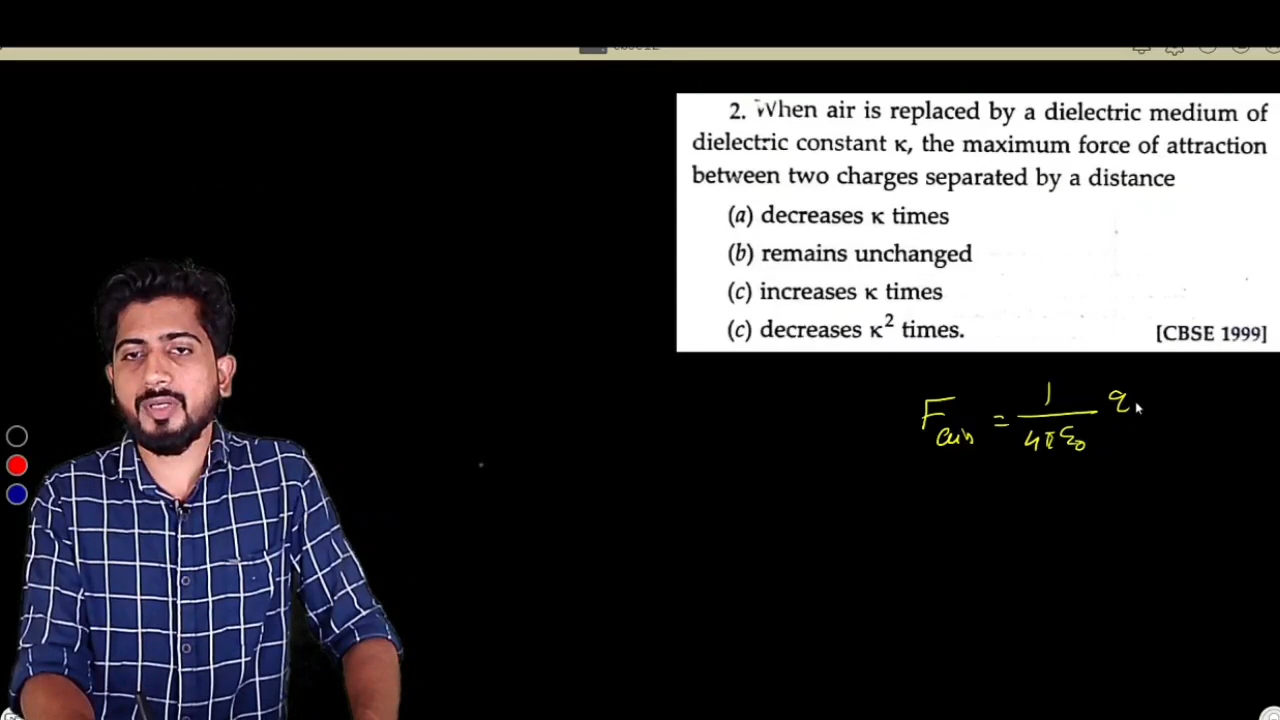 2. When air is replaced by a dielectric medium of
dielectric constant κ, the maximum force of attraction
between two charges separated by a distance
(a) decreases κ times
(b) remains unchanged
(c) increases κ times
(c) decreases κ² times. [CBSE 1999]
F_air = 1/4πε₀ q